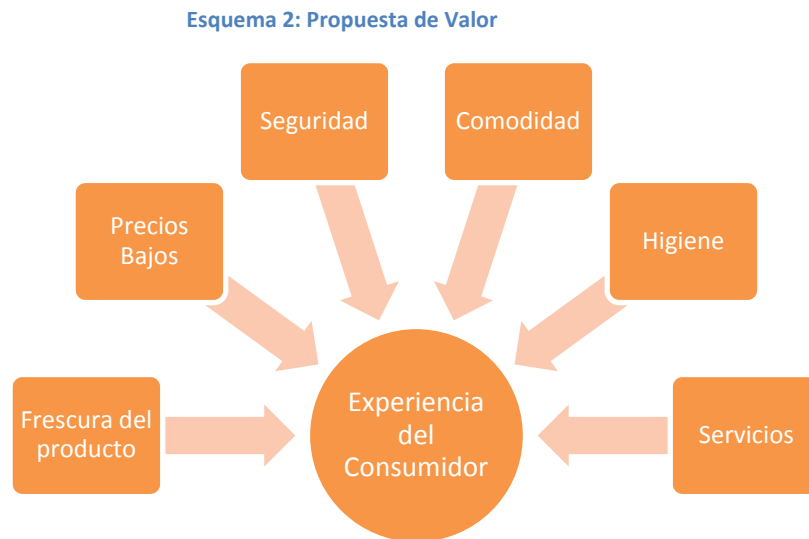 Esquema 2: Propuesta de Valor
Seguridad
Comodidad
Precios
Bajos
Higiene
Frescura del
producto
Experiencia
del
Consumidor
Servicios